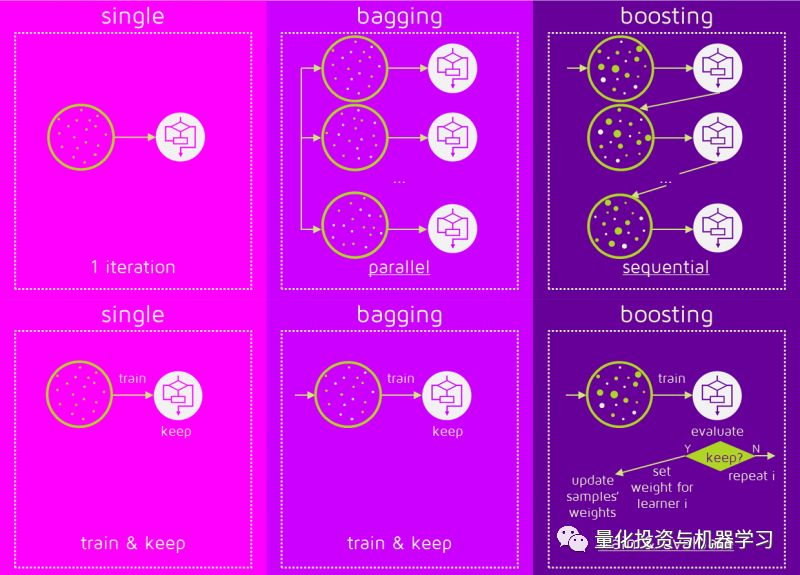 single
bagging
boosting
...
...
1 iteration
parallel
sequential
single
bagging
boosting
train
keep
train
keep
train
evaluate
Y
N
keep?
repeat i
set
weight for
learner i
update
samples'
weights
train & keep
train & keep
量化投资与机器学习